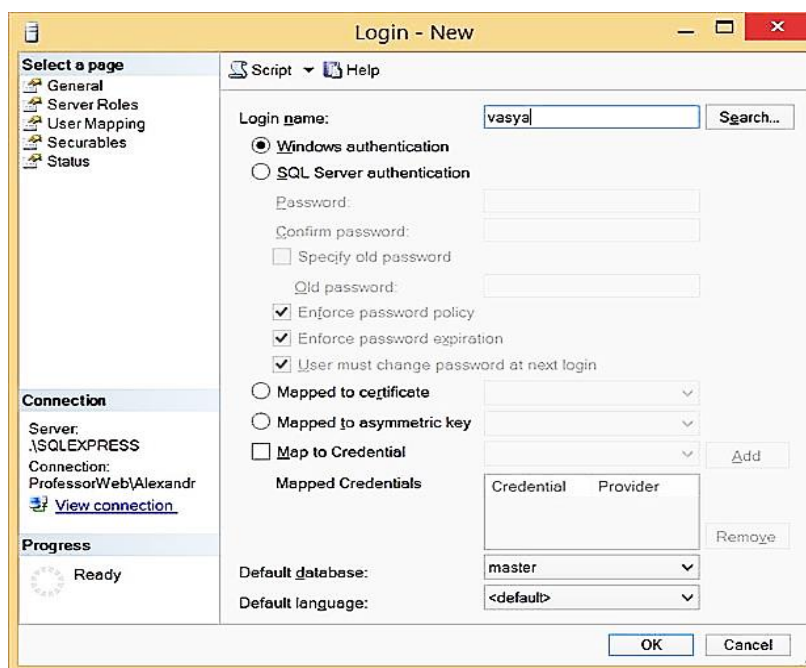 Login - New
Select a page
General
Server Roles
User Mapping
Securables
Status
Script Help
Login name: vasya Search...
Windows authentication
SQL Server authentication
Password:
Confirm password:
Specify old password
Old password:
Enforce password policy
Enforce password expiration
User must change password at next login
Mapped to certificate
Mapped to asymmetric key
Map to Credential Add
Mapped Credentials Credential Provider
Remove
Default database: master
Default language: <default>
Connection
Server:
.\SQLEXPRESS
Connection:
ProfessorWeb\Alexandr
View connection
Progress
Ready
OK Cancel